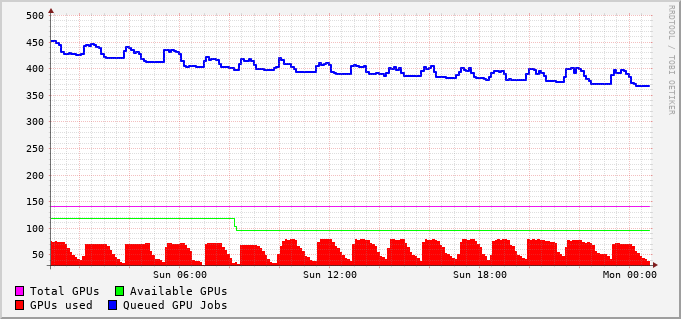 500
450
400
350
300
250
200
150
100
50
Sun 06:00 Sun 12:00 Sun 18:00 Mon 00:00
Total GPUs Available GPUs
GPUs used Queued GPU Jobs
RRDTOOL / TOBI OETIKER